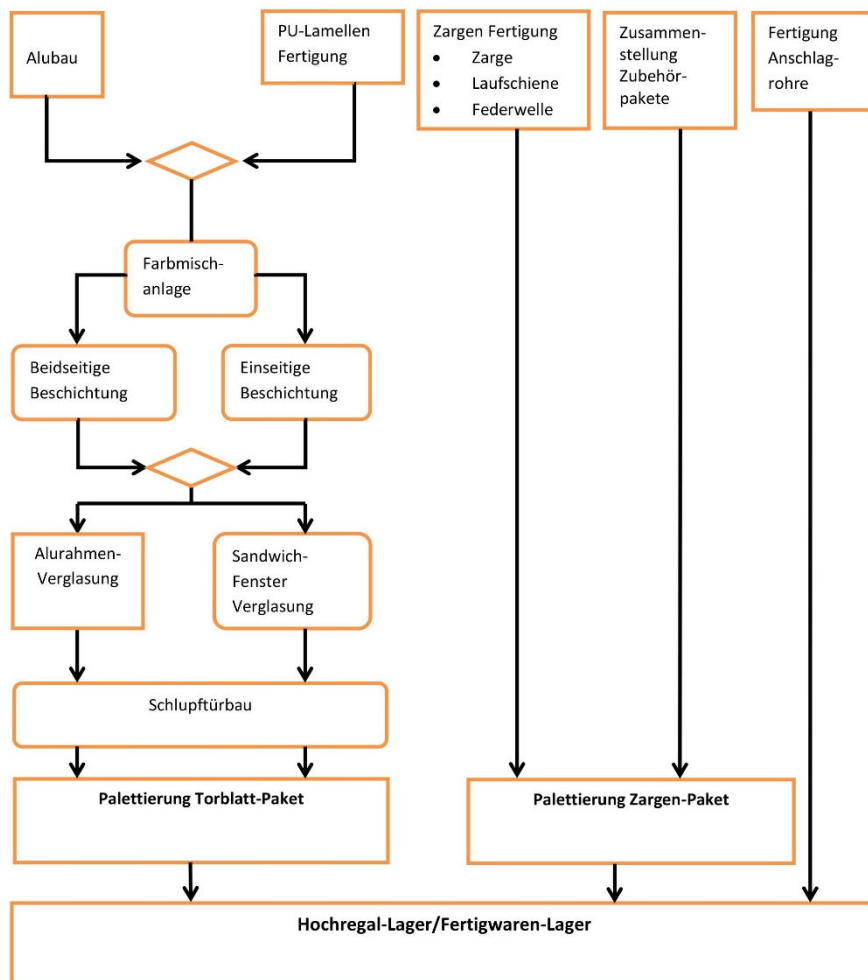 Alubau
PU-Lamellen
Fertigung
Zargen Fertigung
• Zarge
• Laufschiene
• Federwelle
Zusammen-
stellung
Zubehör-
pakete
Fertigung
Anschlag-
rohre
Farbmisch-
anlage
Beidseitige
Beschichtung
Einseitige
Beschichtung
Alurahmen-
Verglasung
Sandwich-
Fenster
Verglasung
Schlupftürbau
Palettierung Torblatt-Paket
Palettierung Zargen-Paket
Hochregal-Lager/Fertigwaren-Lager